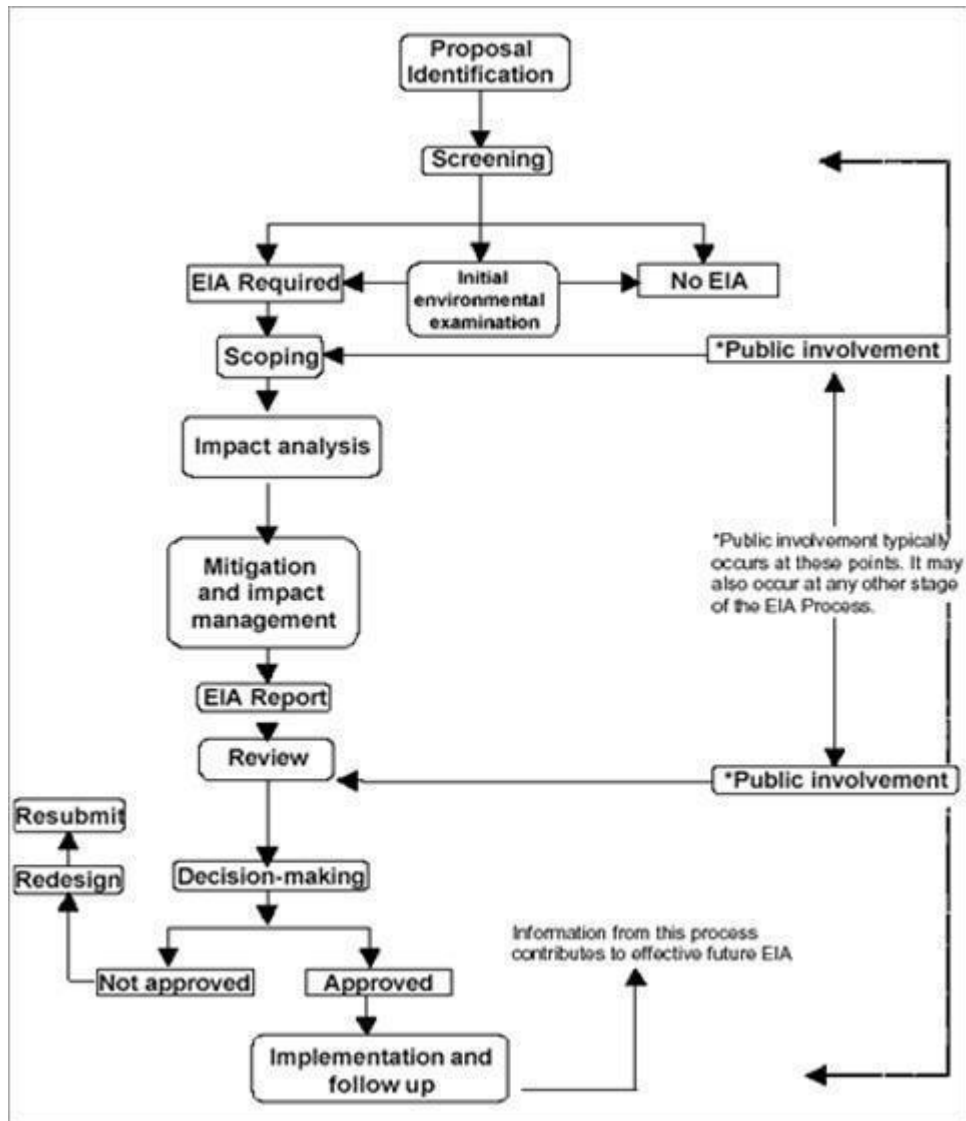 Proposal
Identification
Screening
EIA Required
Initial
environmental
examination
No EIA
Scoping
*Public involvement
Impact analysis
*Public involvement typically
occurs at these points. It may
also occur at any other stage
of the EIA Process.
Mitigation
and impact
management
EIA Report
Review
*Public involvement
Resubmit
Redesign
Decision-making
Information from this process
contributes to effective future EIA
Not approved
Approved
Implementation and
follow up